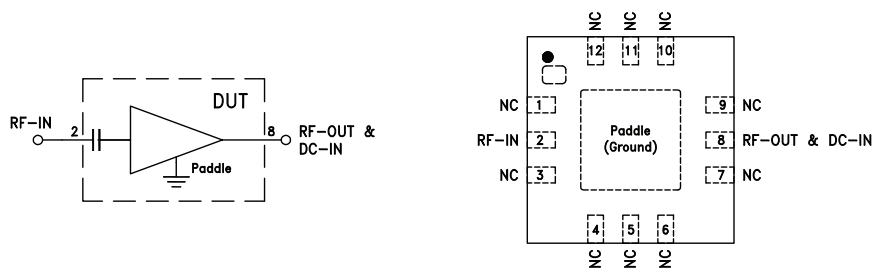 DUT
RF-IN
2
8
RF-OUT &
DC-IN
Paddle
NC NC NC
12 11 10
NC 1
9 NC
RF-IN 2
Paddle
(Ground)
8 RF-OUT & DC-IN
NC 3
7 NC
4 5 6
NC NC NC